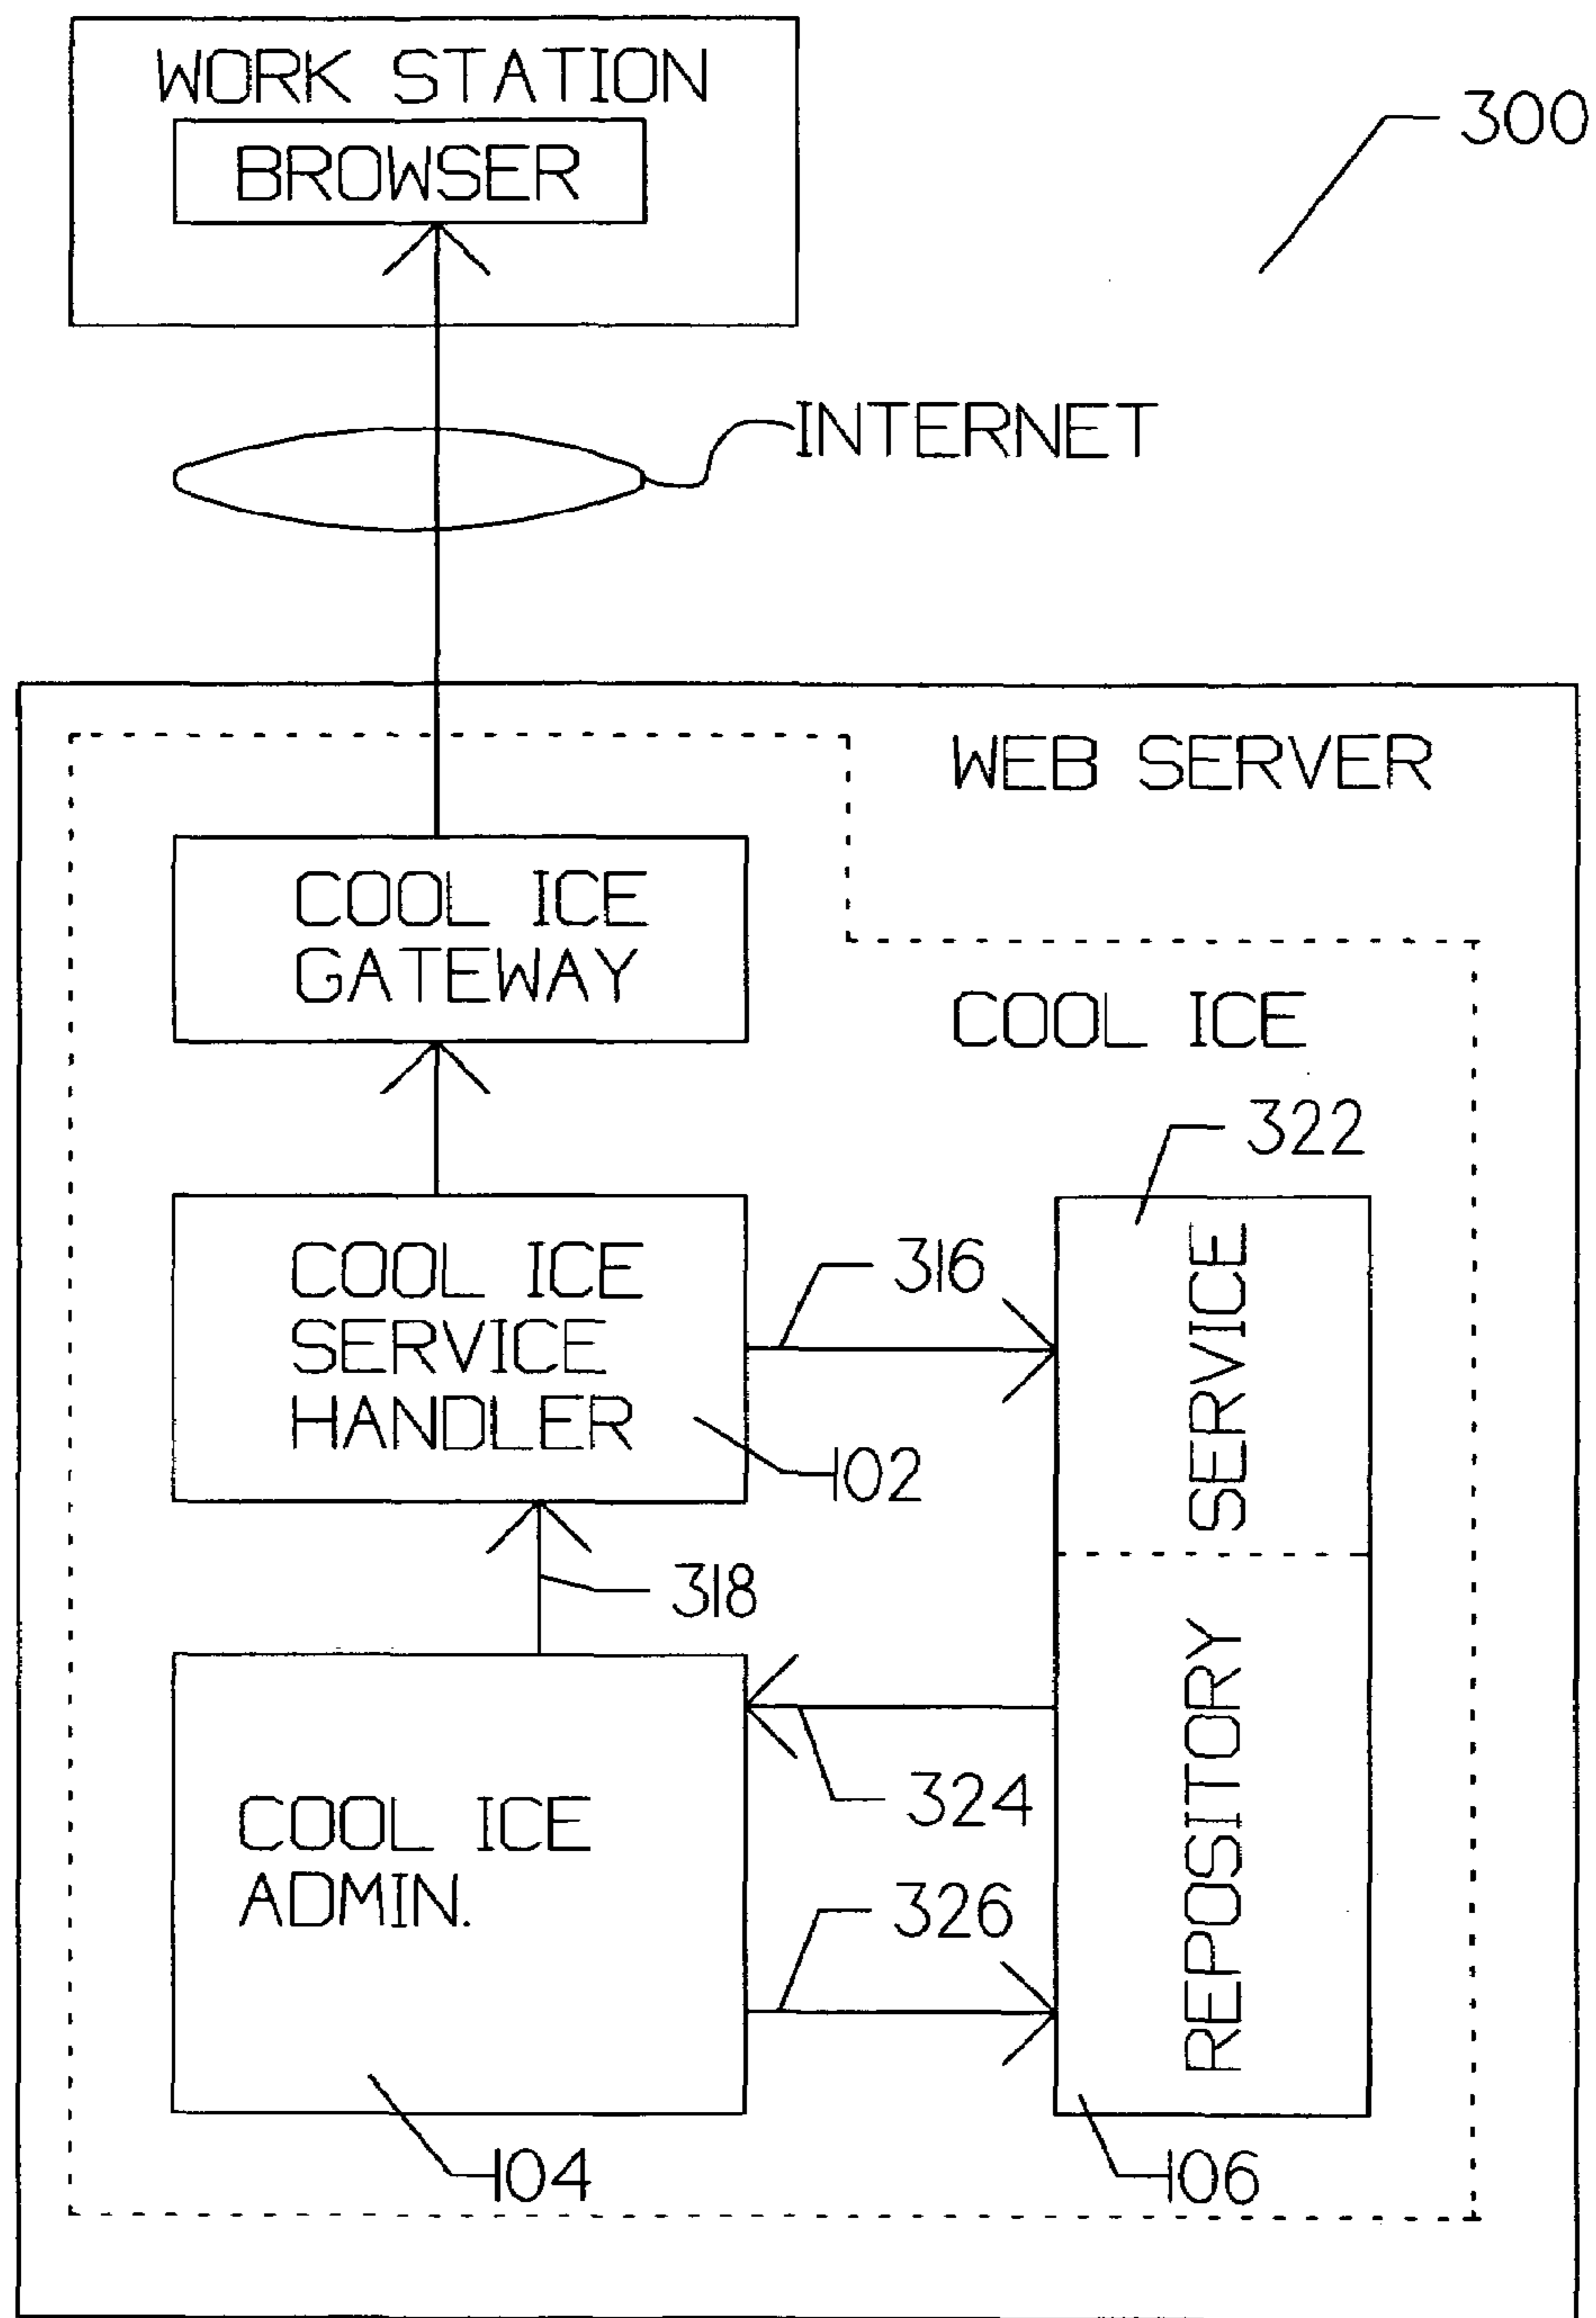 WORK STATION
BROWSER
300
INTERNET
WEB SERVER
COOL ICE
GATEWAY
COOL ICE
322
COOL ICE
SERVICE
HANDLER
316
SERVICE
102
318
REPOSITORY
COOL ICE
ADMIN.
324
326
104
106